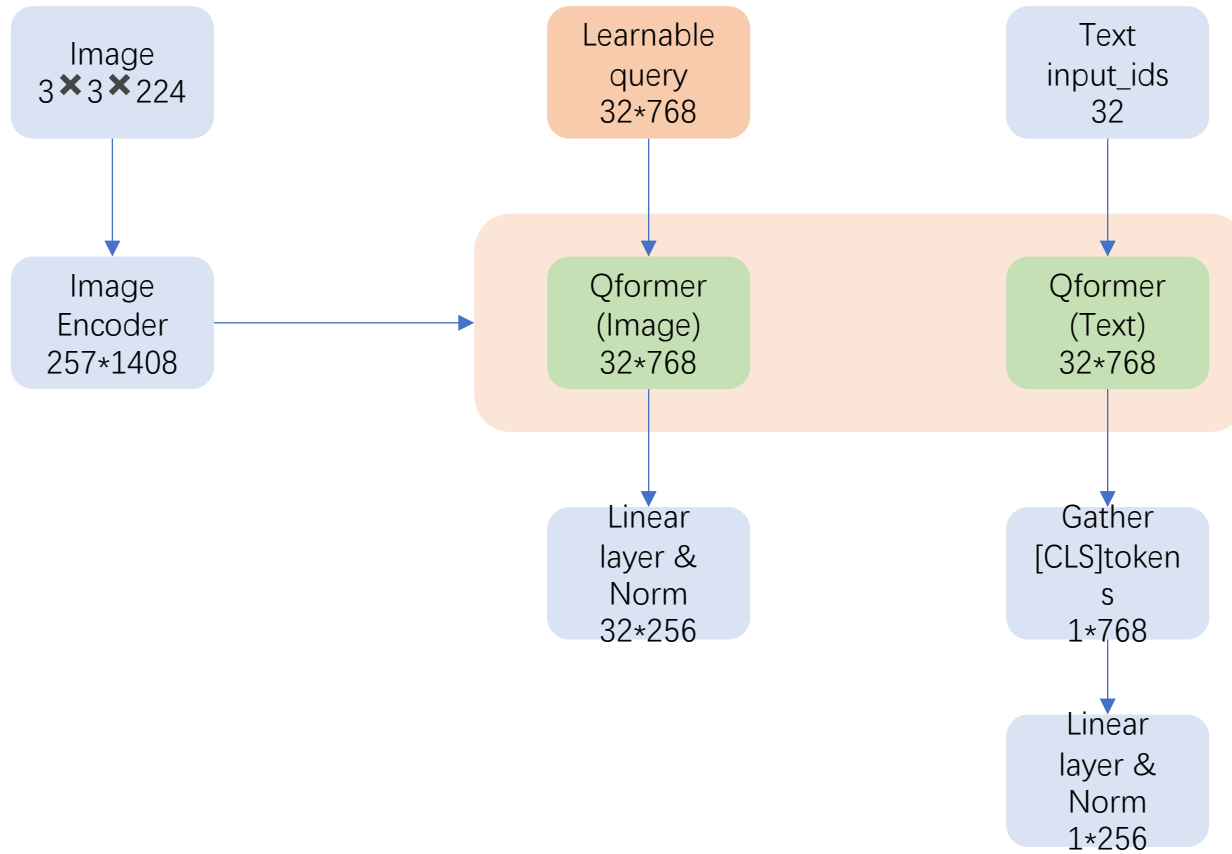 Image
3✖3✖224
Learnable
query
32*768
Text
input_ids
32
Image
Encoder
257*1408
Qformer
(Image)
32*768
Qformer
(Text)
32*768
Linear
layer &
Norm
32*256
Gather
[CLS]token
s
1*768
Linear
layer &
Norm
1*256